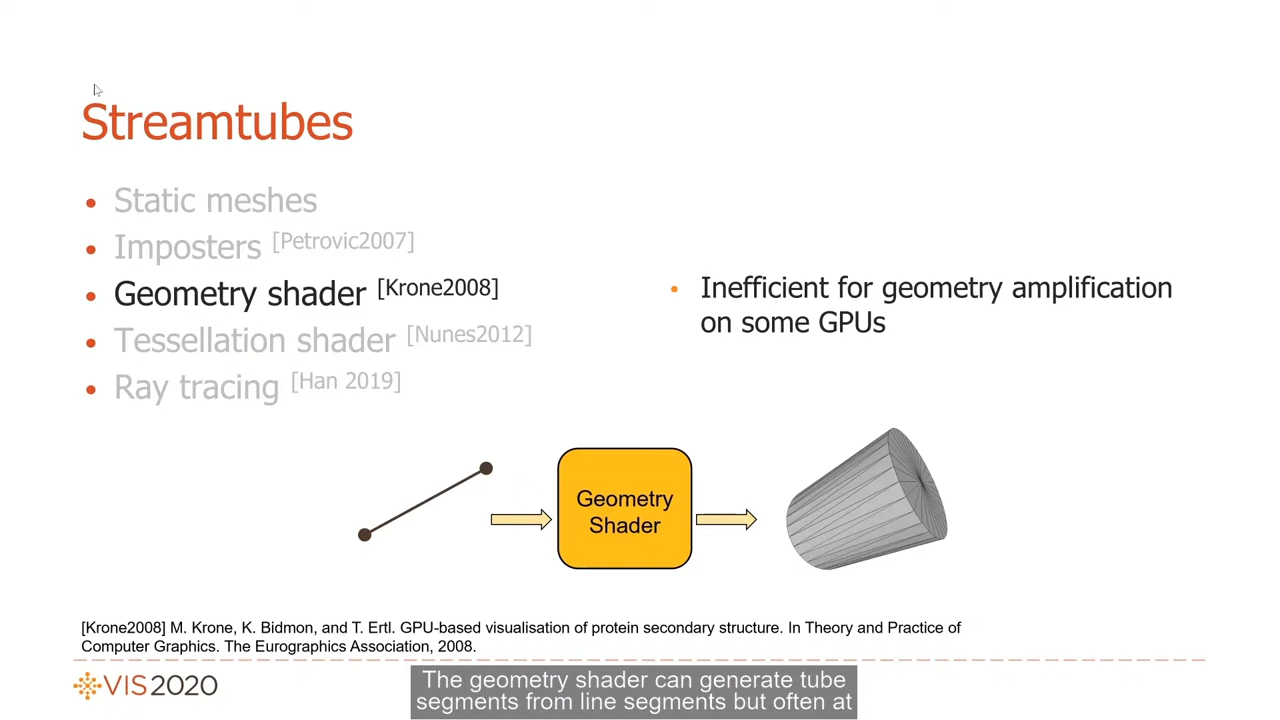 Streamtubes
• Static meshes
• Imposters [Petrovic2007]
• Geometry shader [Krone2008]
• Tessellation shader [Nunes2012]
• Ray tracing [Han 2019]
• Inefficient for geometry amplification
on some GPUs
Geometry
Shader
[Krone2008] M. Krone, K. Bidmon, and T. Ertl. GPU-based visualisation of protein secondary structure. In Theory and Practice of
Computer Graphics. The Eurographics Association, 2008.
VIS2020
The geometry shader can generate tube
segments from line segments but often at